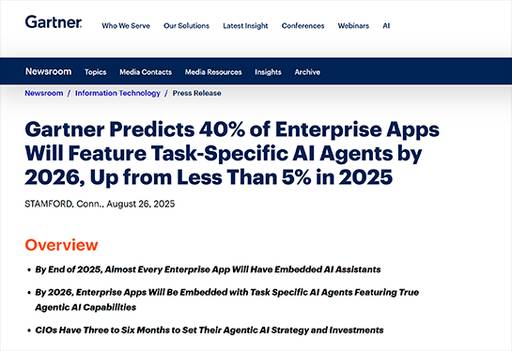 Gartner
Who We Serve Our Solutions Latest Insight Conferences Webinars AI
Newsroom Topics Media Contacts Media Resources Insights Archive
Newsroom / Information Technology / Press Release
Gartner Predicts 40% of Enterprise Apps
Will Feature Task-Specific AI Agents by
2026, Up from Less Than 5% in 2025
STAMFORD, Conn., August 26, 2025
Overview
• By End of 2025, Almost Every Enterprise App Will Have Embedded AI Assistants
• By 2026, Enterprise Apps Will Be Embedded with Task Specific AI Agents Featuring True
Agentic AI Capabilities
• CIOs Have Three to Six Months to Set Their Agentic AI Strategy and Investments